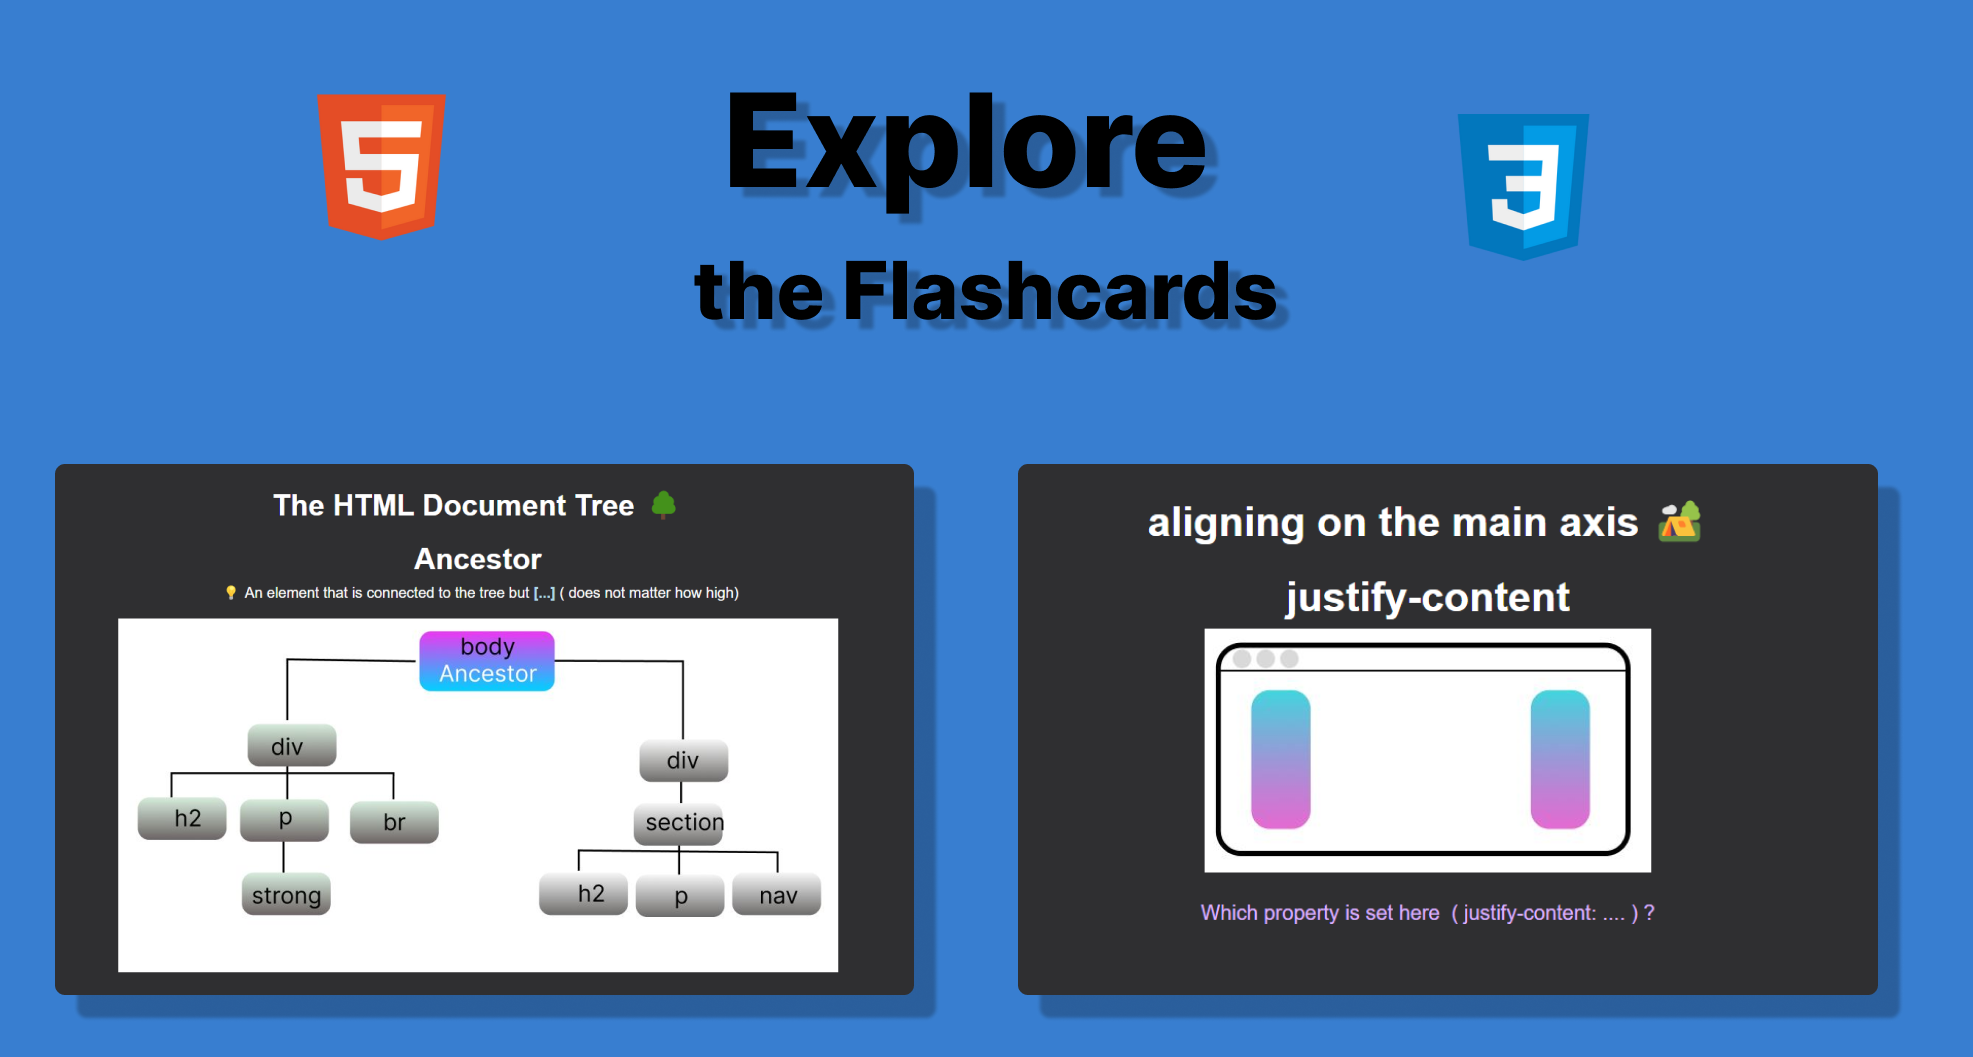 Explore
the Flashcards
The HTML Document Tree
Ancestor
An element that is connected to the tree but [...] ( does not matter how high)
body
Ancestor
div
h2
p
br
strong
div
section
h2
p
nav
aligning on the main axis
justify-content
Which property is set here ( justify-content: .... ) ?